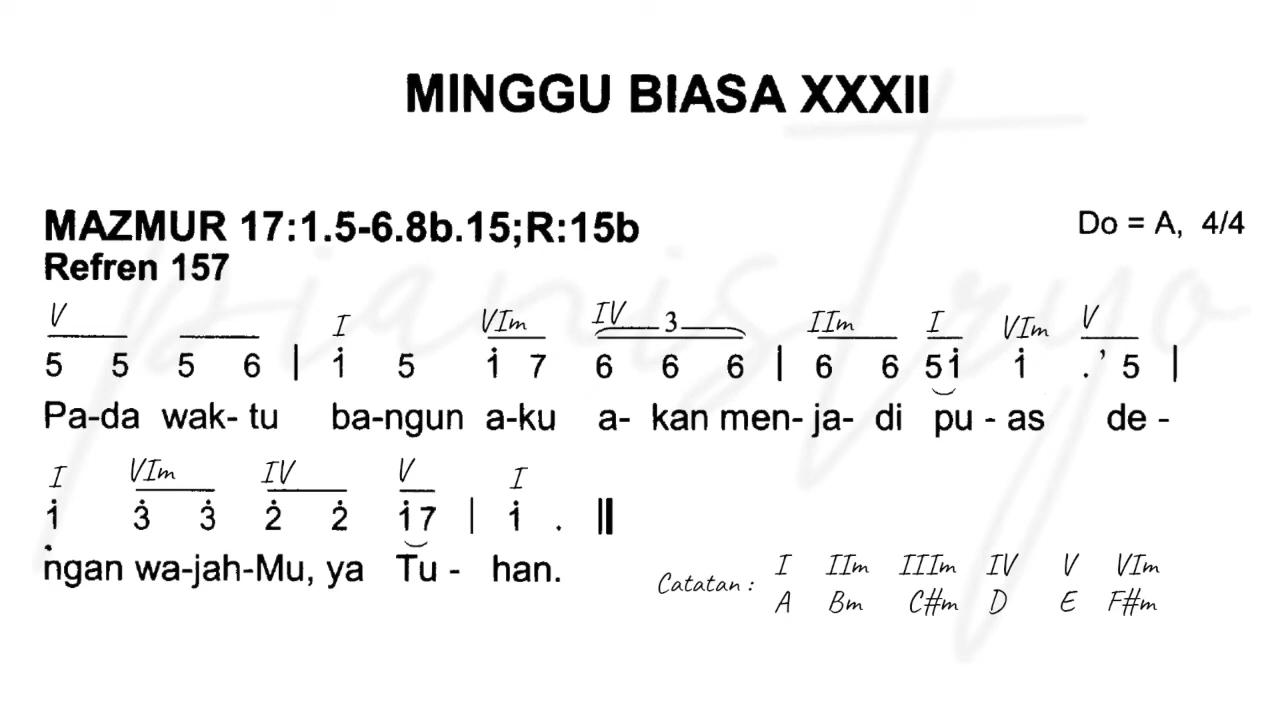 MINGGU BIASA XXXII
MAZMUR 17:1.5-6.8b.15;R:15b
Do = A, 4/4
Refren 157
V I VIm IV 3 IIm I VIm V
5 5 5 6 | 1̇ 5 1̇ 7 6 6 6 | 6 6 51̇ 1̇ .’ 5 |
Pa-da wak- tu ba-ngun a-ku a- kan men- ja- di pu - as de -
I VIm IV V I
1̇ 3̇ 3̇ 2̇ 2̇ 1̇7 | 1̇ . ||
ngan wa-jah-Mu, ya Tu - han.
Catatan :
I IIm IIIm IV V VIm
A Bm C#m D E F#m
pianistryo